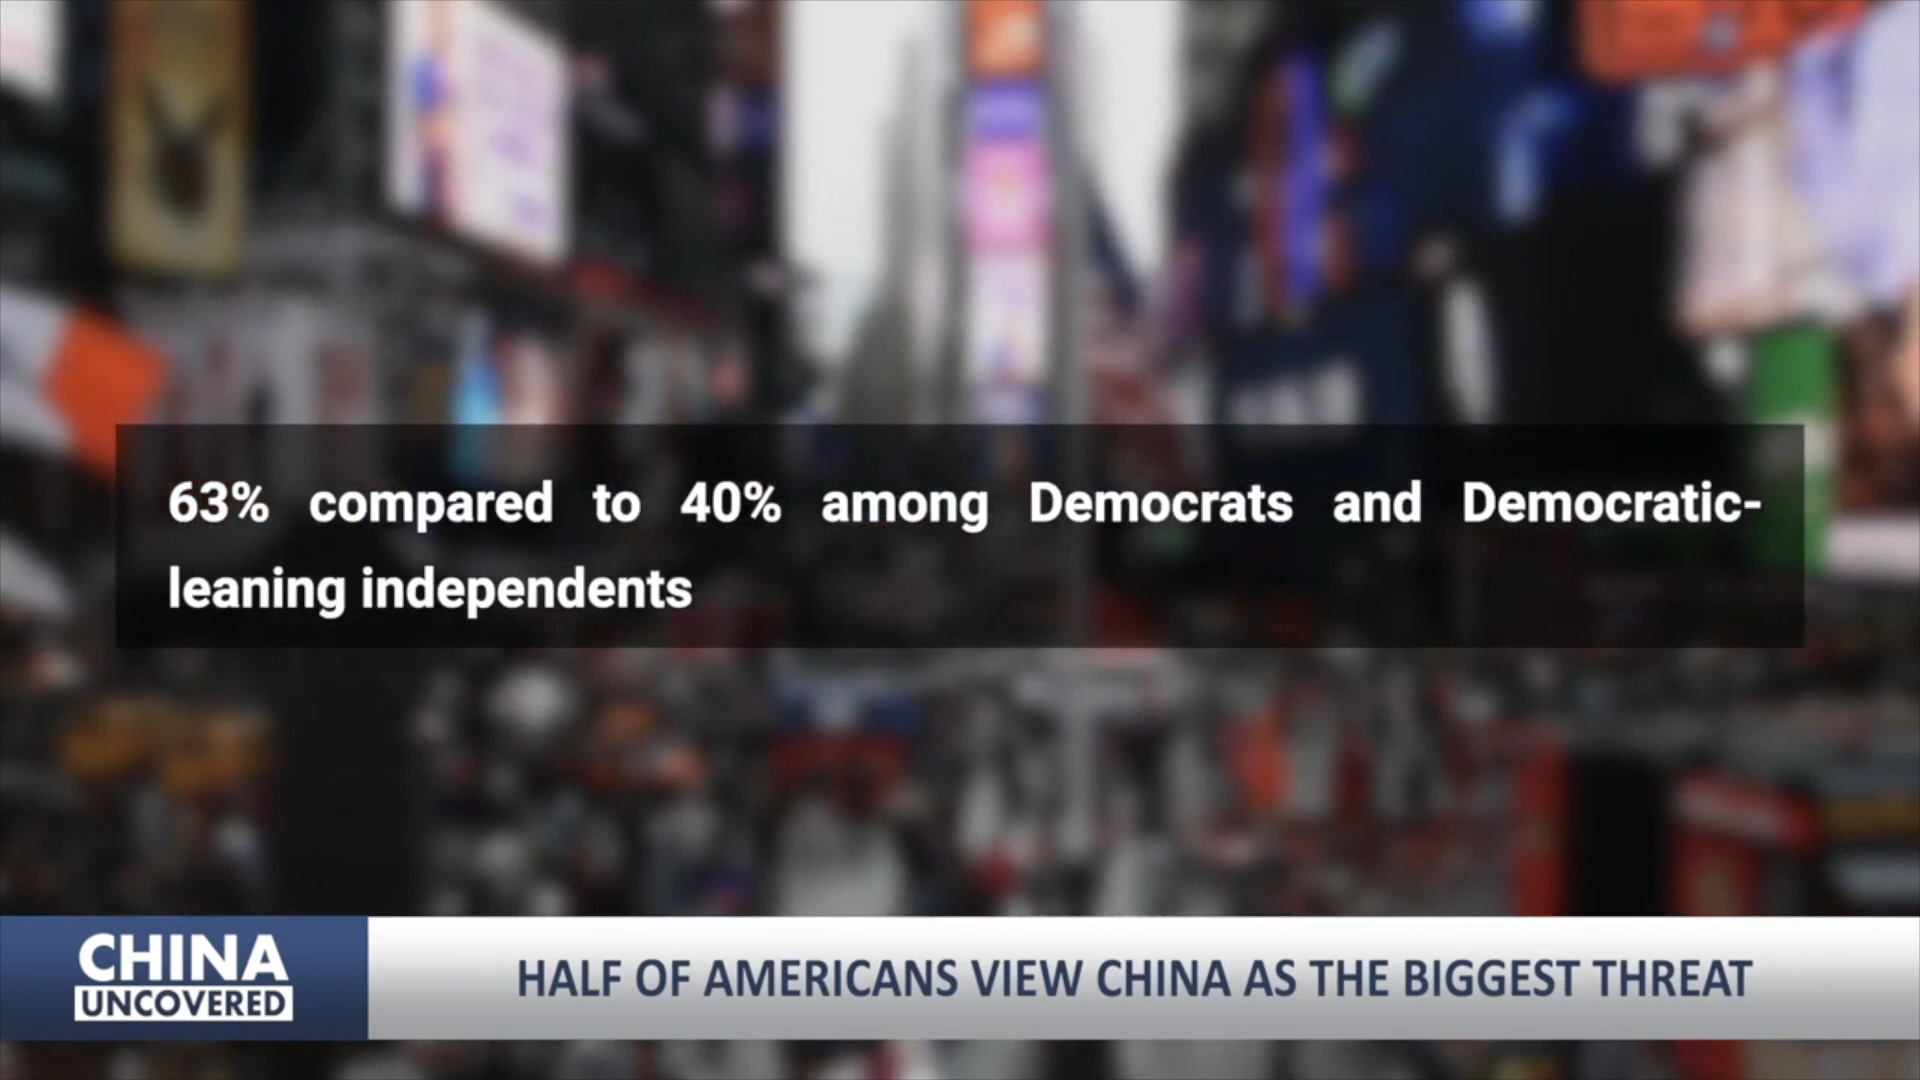 63% compared to 40% among Democrats and Democratic-
leaning independents
CHINA
UNCOVERED
HALF OF AMERICANS VIEW CHINA AS THE BIGGEST THREAT